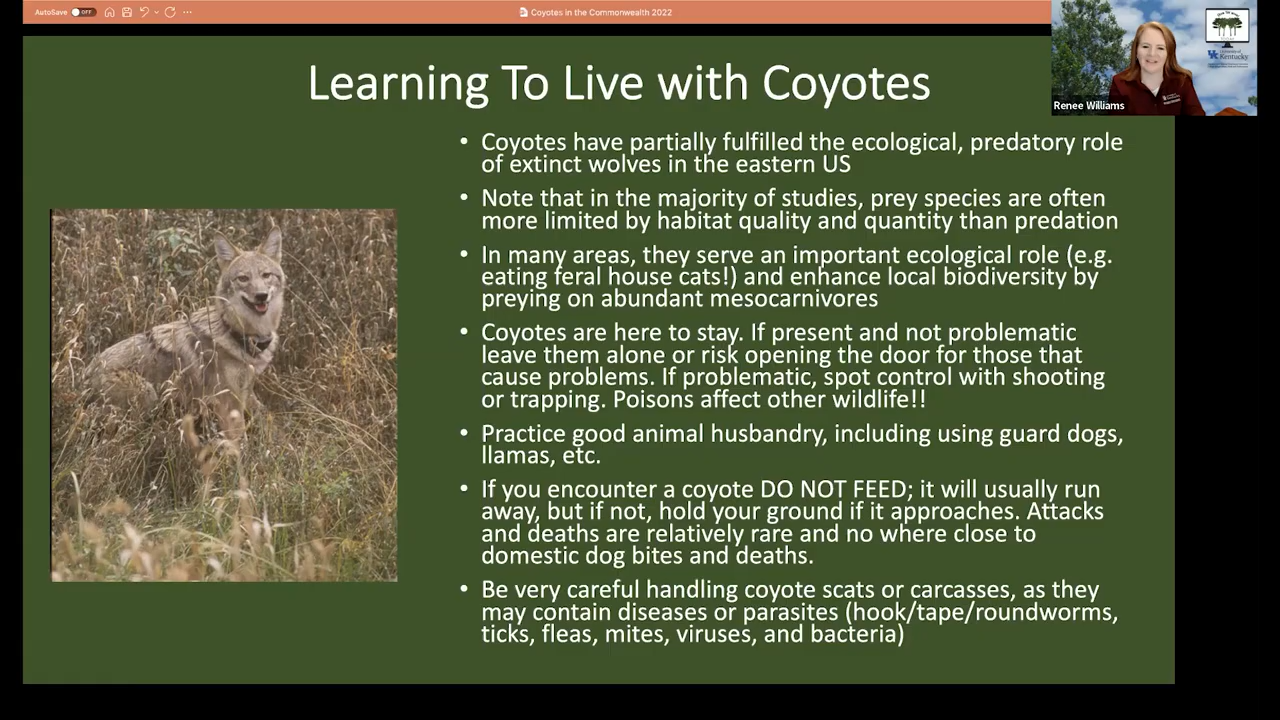 AutoSave OFF
Coyotes in the Commonwealth 2022
Learning To Live with Coyotes
• Coyotes have partially fulfilled the ecological, predatory role
of extinct wolves in the eastern US
• Note that in the majority of studies, prey species are often
more limited by habitat quality and quantity than predation
• In many areas, they serve an important ecological role (e.g.
eating feral house cats!) and enhance local biodiversity by
preying on abundant mesocarnivores
• Coyotes are here to stay. If present and not problematic
leave them alone or risk opening the door for those that
cause problems. If problematic, spot control with shooting
or trapping. Poisons affect other wildlife!!
• Practice good animal husbandry, including using guard dogs,
llamas, etc.
• If you encounter a coyote DO NOT FEED; it will usually run
away, but if not, hold your ground if it approaches. Attacks
and deaths are relatively rare and no where close to
domestic dog bites and deaths.
• Be very careful handling coyote scats or carcasses, as they
may contain diseases or parasites (hook/tape/roundworms,
ticks, fleas, mites, viruses, and bacteria)
Renee Williams
University of
Kentucky